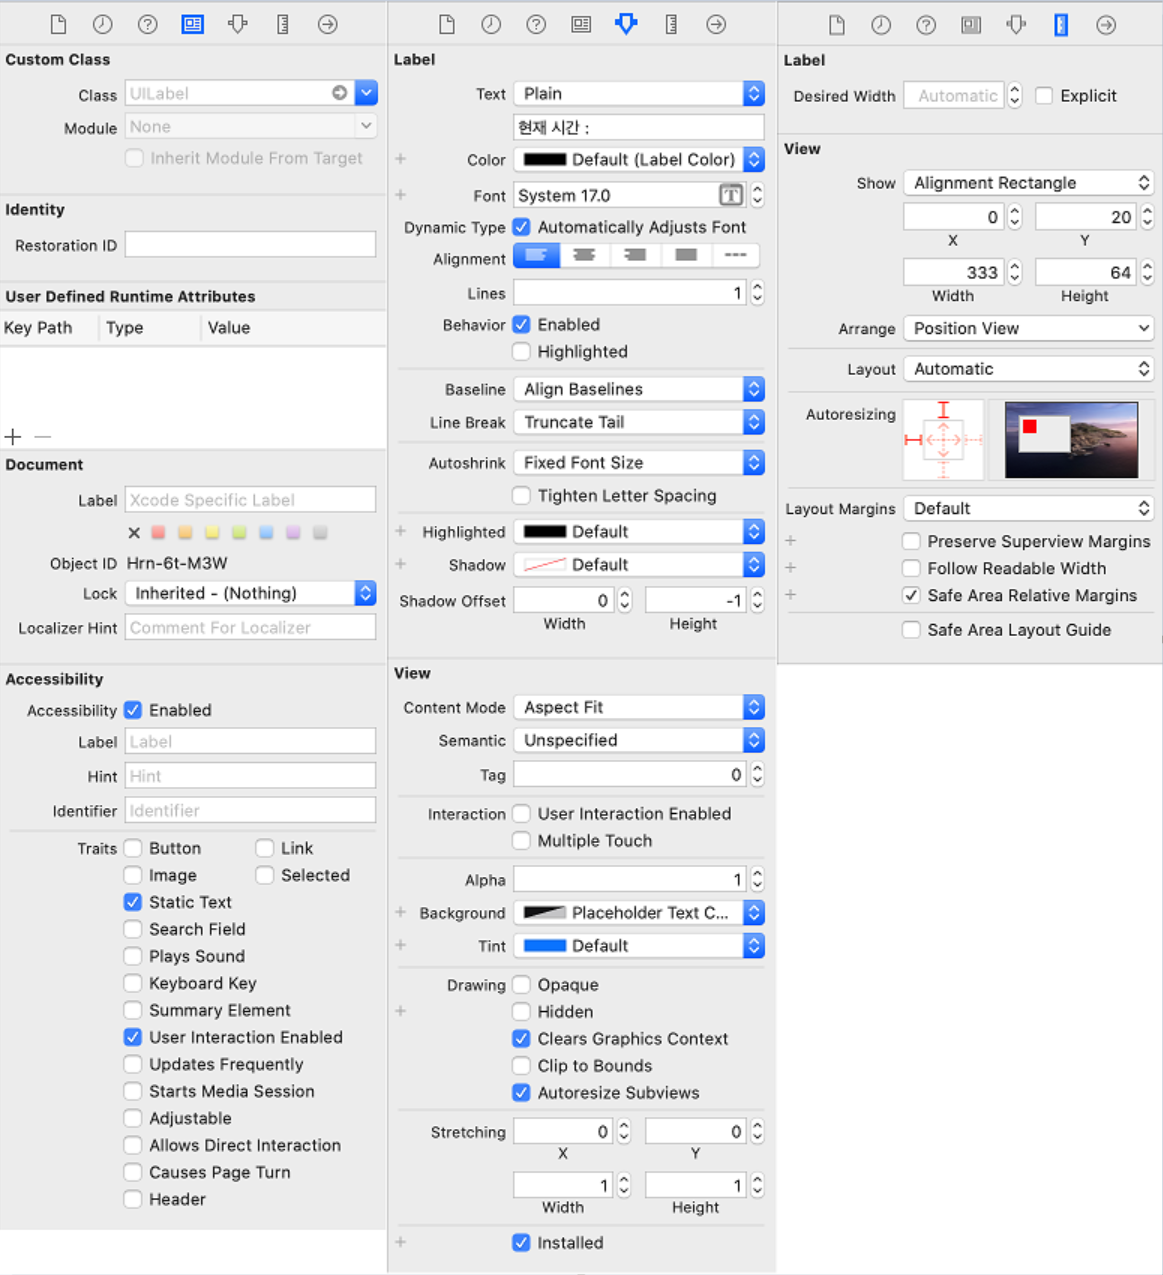 Custom Class
Class UILabel
Module None
Inherit Module From Target
Identity
Restoration ID
User Defined Runtime Attributes
Key Path Type Value
Document
Label Xcode Specific Label
Object ID Hrn-6t-M3W
Lock Inherited - (Nothing)
Localizer Hint Comment For Localizer
Accessibility
Accessibility Enabled
Label Label
Hint Hint
Identifier Identifier
Traits Button Link
Image Selected
Static Text
Search Field
Plays Sound
Keyboard Key
Summary Element
User Interaction Enabled
Updates Frequently
Starts Media Session
Adjustable
Allows Direct Interaction
Causes Page Turn
Header
Label
Text Plain
현재 시간 :
Color Default (Label Color)
Font System 17.0
Dynamic Type Automatically Adjusts Font
Alignment
Lines 1
Behavior Enabled
Highlighted
Baseline Align Baselines
Line Break Truncate Tail
Autoshrink Fixed Font Size
Tighten Letter Spacing
Highlighted Default
Shadow Default
Shadow Offset 0 -1
Width Height
View
Content Mode Aspect Fit
Semantic Unspecified
Tag 0
Interaction User Interaction Enabled
Multiple Touch
Alpha 1
Background Placeholder Text C...
Tint Default
Drawing Opaque
Hidden
Clears Graphics Context
Clip to Bounds
Autoresize Subviews
Stretching 0 0
X Y
1 1
Width Height
Installed
Label
Desired Width Automatic Explicit
View
Show Alignment Rectangle
0 20
X Y
333 64
Width Height
Arrange Position View
Layout Automatic
Autoresizing
Layout Margins Default
Preserve Superview Margins
Follow Readable Width
Safe Area Relative Margins
Safe Area Layout Guide